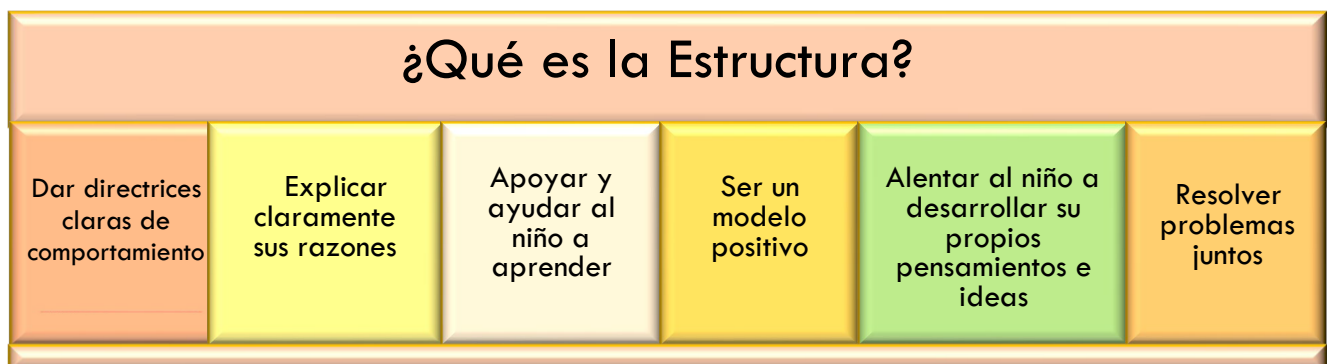 ¿Qué es la Estructura?
Dar directrices
claras de
comportamiento
Explicar
claramente
sus razones
Apoyar y
ayudar al
niño a
aprender
Ser un
modelo
positivo
Alentar al niño a
desarrollar su
propios
pensamientos e
ideas
Resolver
problemas
juntos